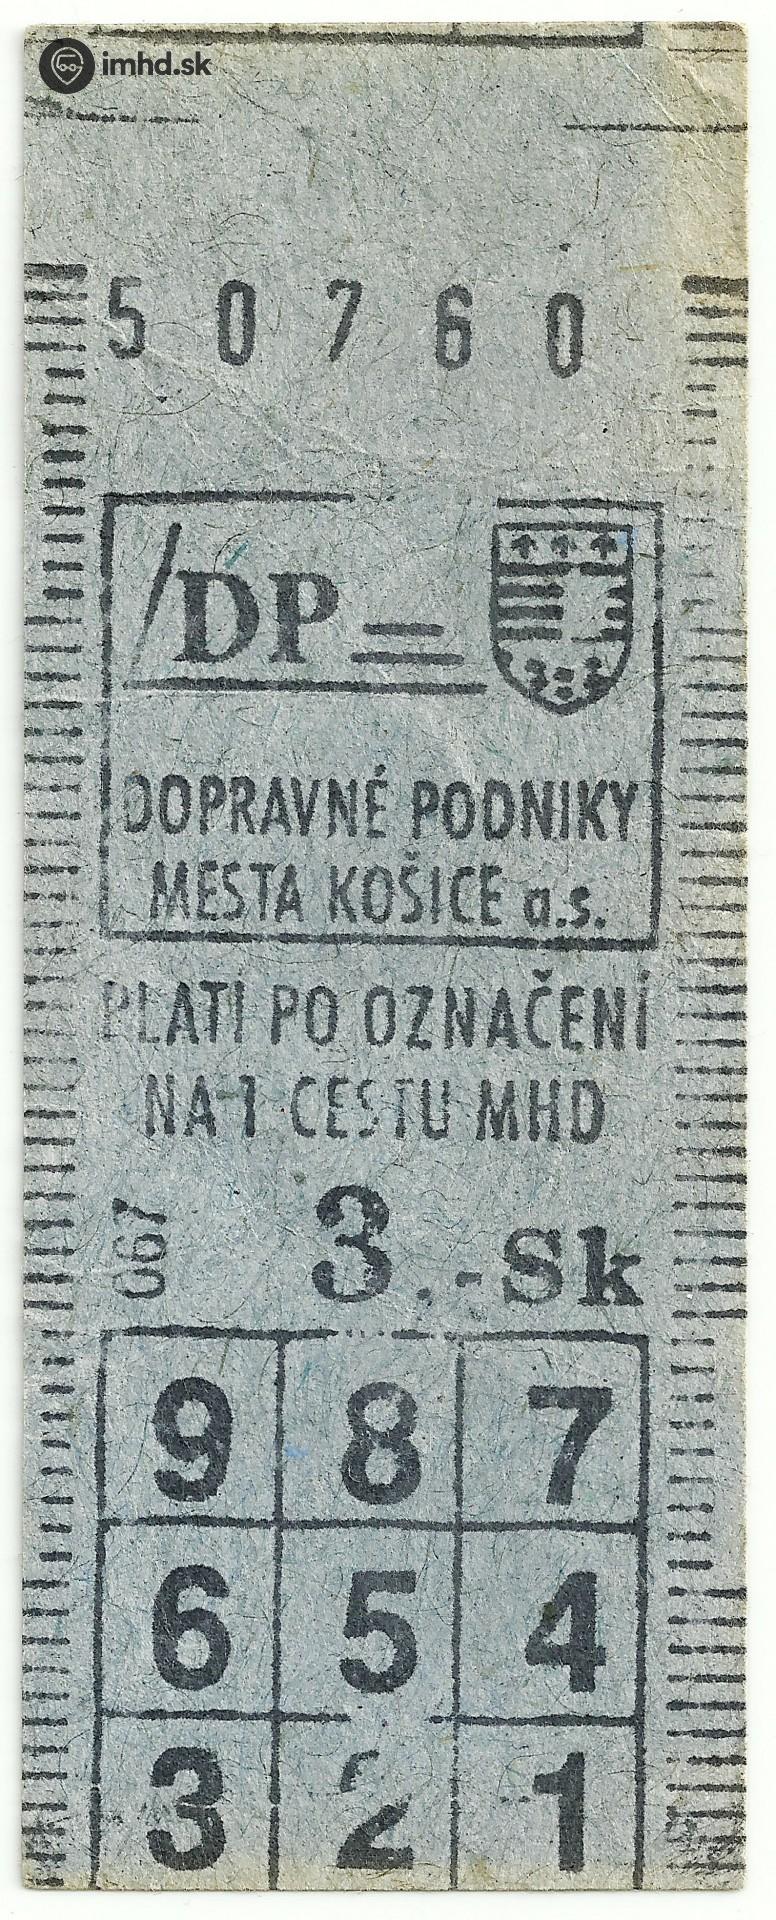 imhd.sk
50760
DP
DOPRAVNÉ PODNIKY
MESTA KOŠICE a.s.
PLATÍ PO OZNAČENÍ
NA 1 CESTU MHD
067
3.-Sk
9 8 7
6 5 4
3 2 1